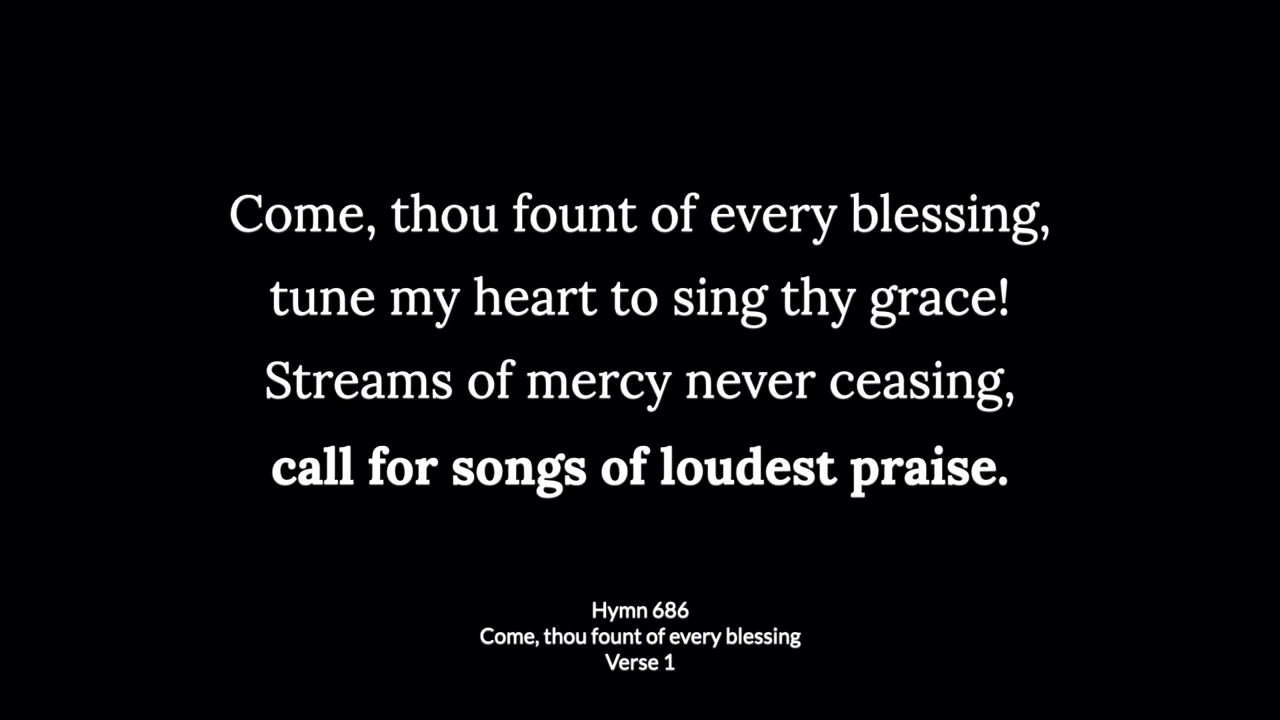 Come, thou fount of every blessing,
tune my heart to sing thy grace!
Streams of mercy never ceasing,
call for songs of loudest praise.
Hymn 686
Come, thou fount of every blessing
Verse 1